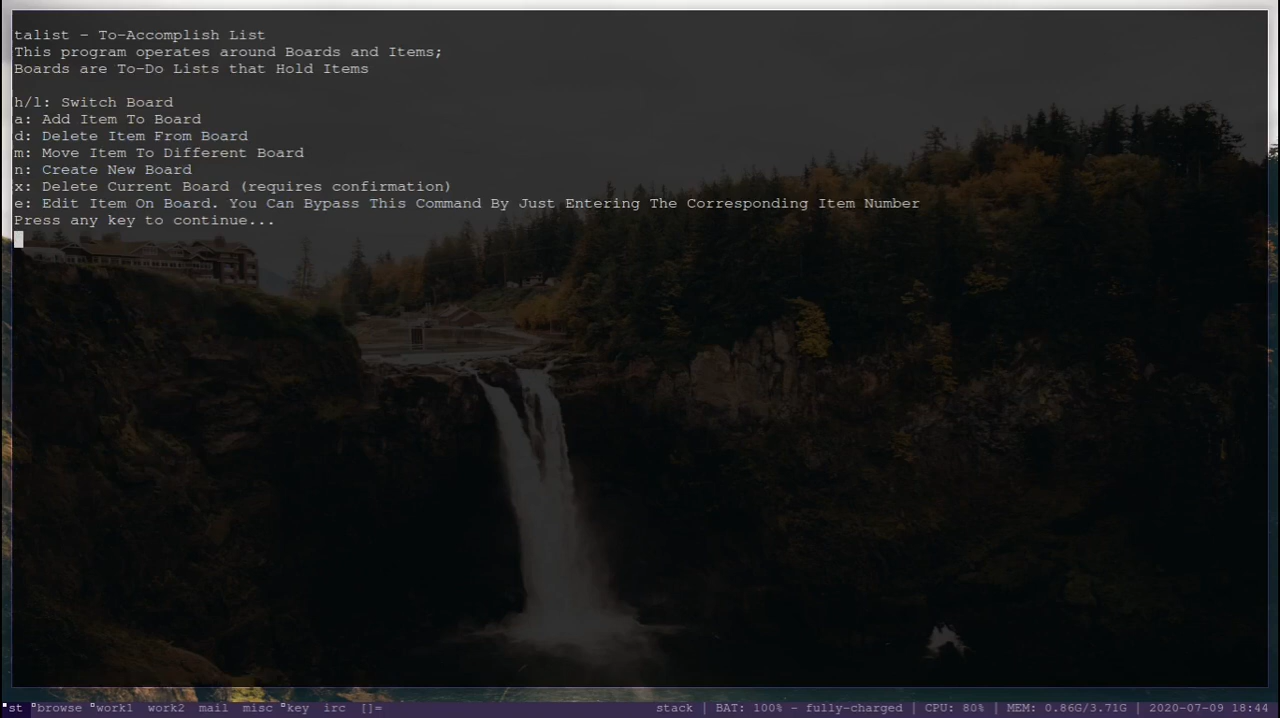 talist - To-Accomplish List
This program operates around Boards and Items;
Boards are To-Do Lists that Hold Items
h/l: Switch Board
a: Add Item To Board
d: Delete Item From Board
m: Move Item To Different Board
n: Create New Board
x: Delete Current Board (requires confirmation)
e: Edit Item On Board. You Can Bypass This Command By Just Entering The Corresponding Item Number
Press any key to continue...
st browse work1 work2 mail misc key irc []= stack | BAT: 100% - fully-charged | CPU: 80% | MEM: 0.86G/3.71G | 2020-07-09 18:44